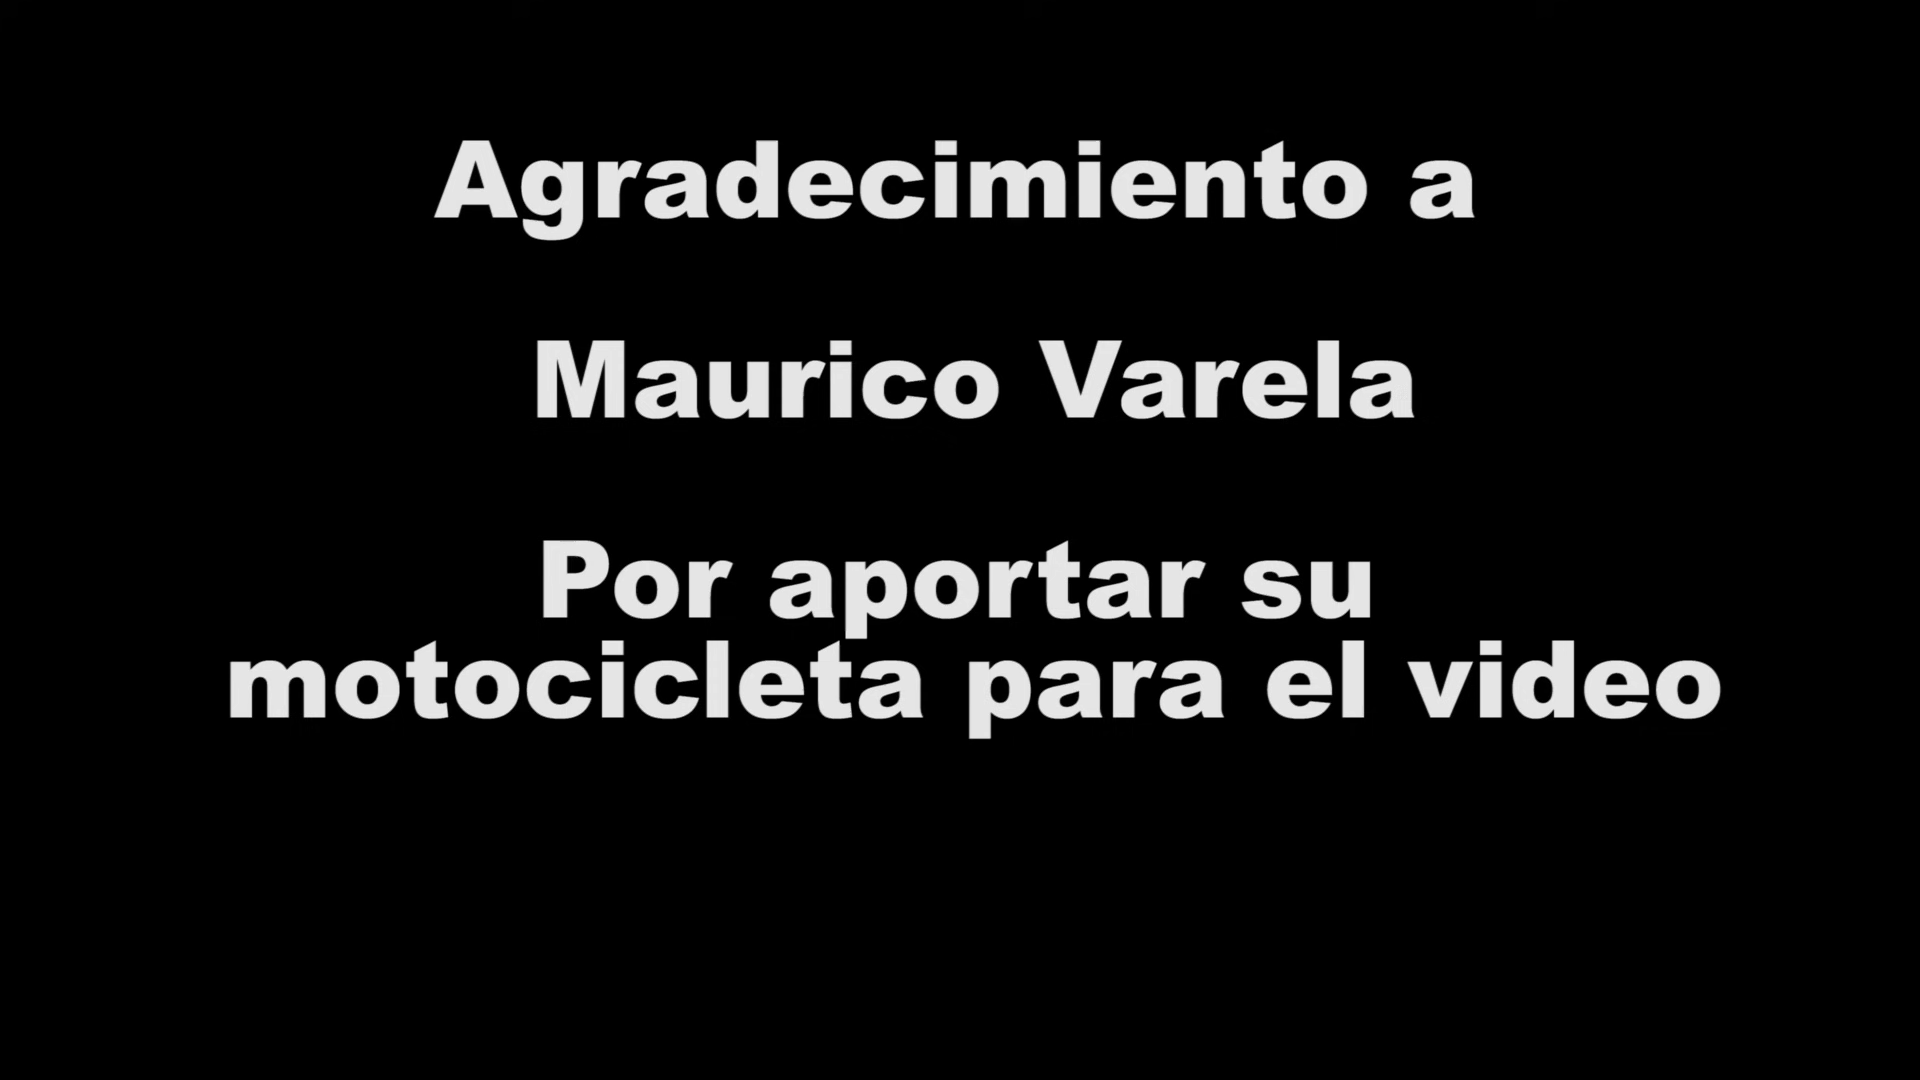 Agradecimiento a
Maurico Varela
Por aportar su
motocicleta para el video